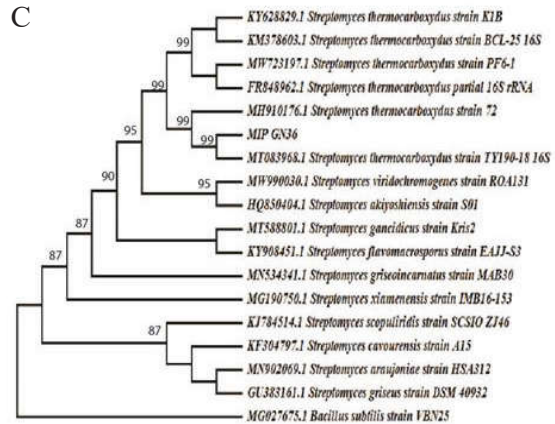 C
KY628829.1 Streptomyces thermocarboxydus strain K1B
99
KM378603.1 Streptomyces thermocarboxydus strain BCL-25 16S
MW723197.1 Streptomyces thermocarboxydus strain PF6-1
99
FR848962.1 Streptomyces thermocarboxydus partial 16S rRNA
MH910176.1 Streptomyces thermocarboxydus strain 72
99
95
MIP GN36
99
MT083968.1 Streptomyces thermocarboxydus strain TY190-18 16S
MW990030.1 Streptomyces viridochromogenes strain ROA131
95
90
HQ850404.1 Streptomyces akiyoshiensis strain S01
MT588801.1 Streptomyces gancidicus strain Kris2
87
KY908451.1 Streptomyces flavomacrosporus strain EAJJ-S3
87
MN534341.1 Streptomyces griseoincarnatus strain MAB30
MG190750.1 Streptomyces xiamenensis strain IMB16-153
KJ784514.1 Streptomyces scopuliridis strain SCSIO ZJ46
87
KF304797.1 Streptomyces cavourensis strain A15
MN902069.1 Streptomyces araujoniae strain HSA312
GU383161.1 Streptomyces griseus strain DSM 40932
MG027675.1 Bacillus subtilis strain VBN25